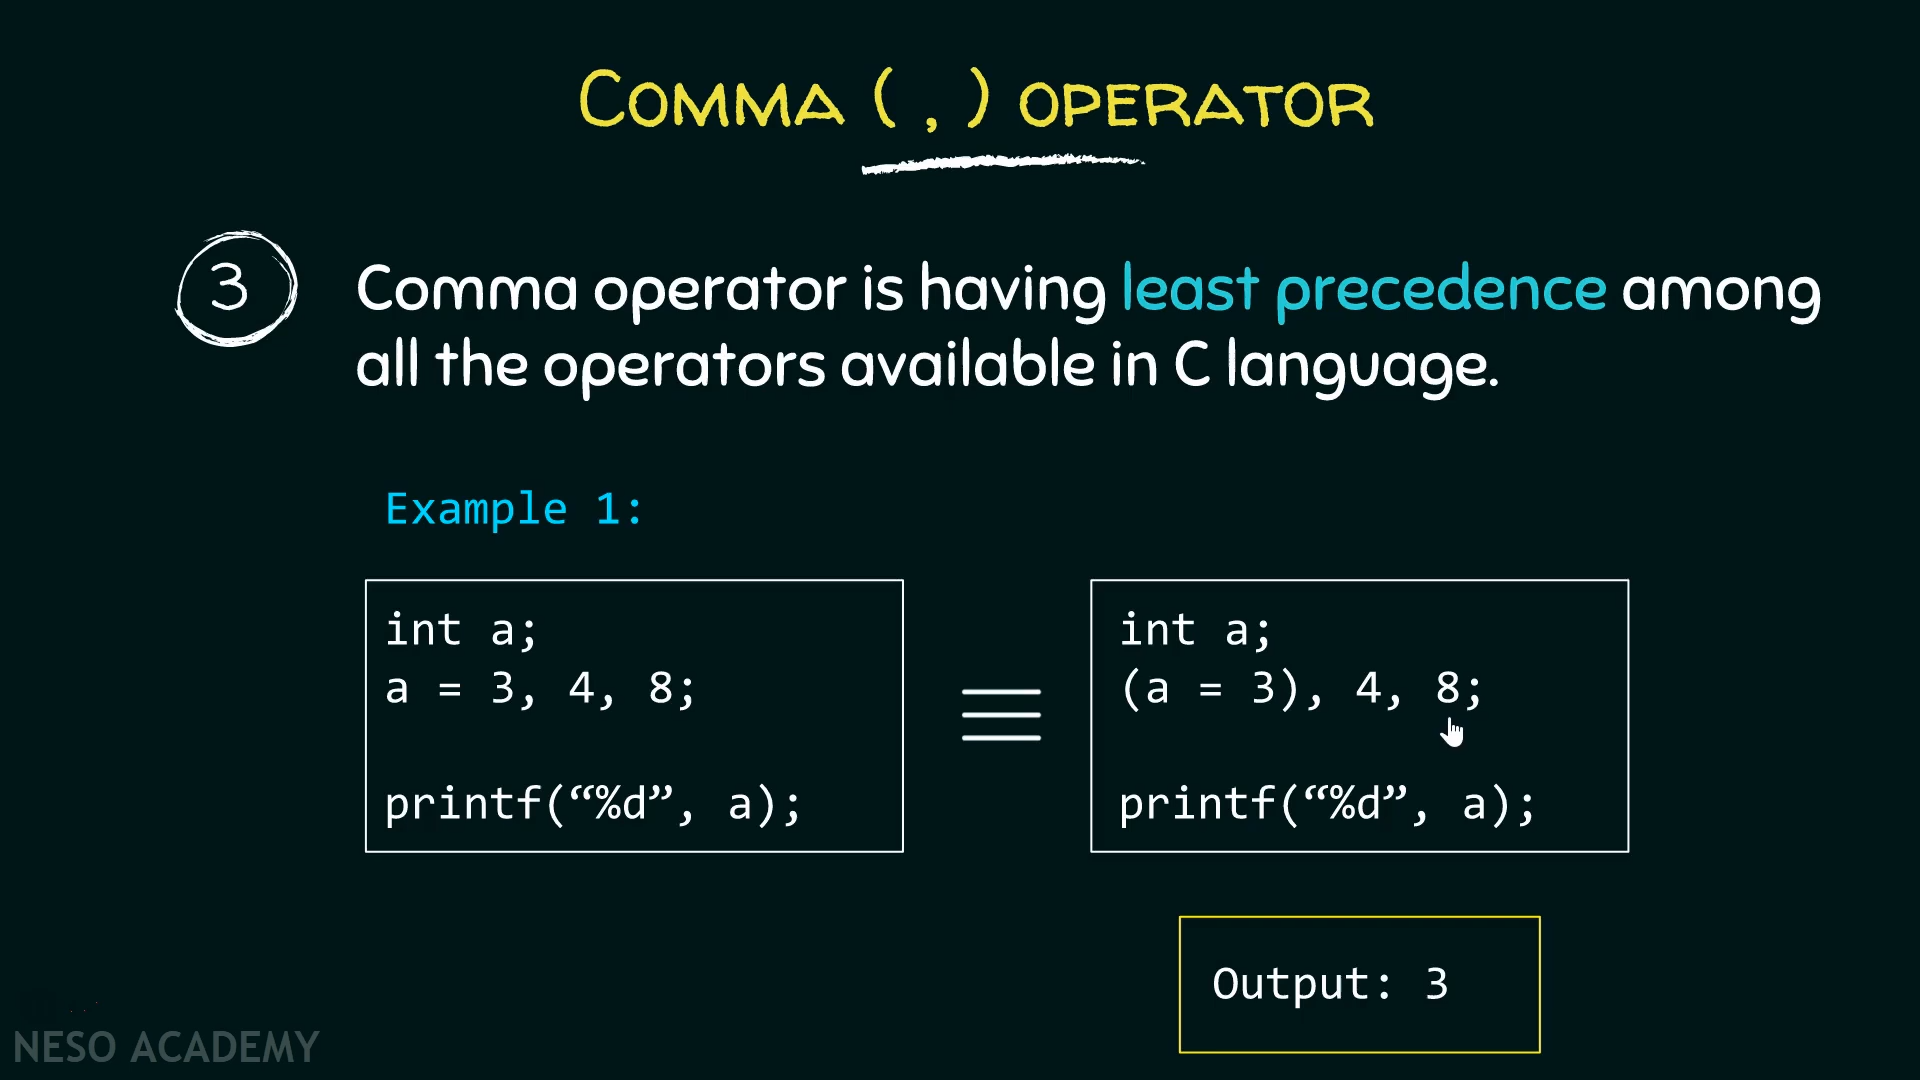 COMMA ( , ) OPERATOR
3
Comma operator is having least precedence among
all the operators available in C language.
Example 1:
int a;
a = 3, 4, 8;
printf(“%d”, a);
int a;
(a = 3), 4, 8;
printf(“%d”, a);
Output: 3
NESO ACADEMY